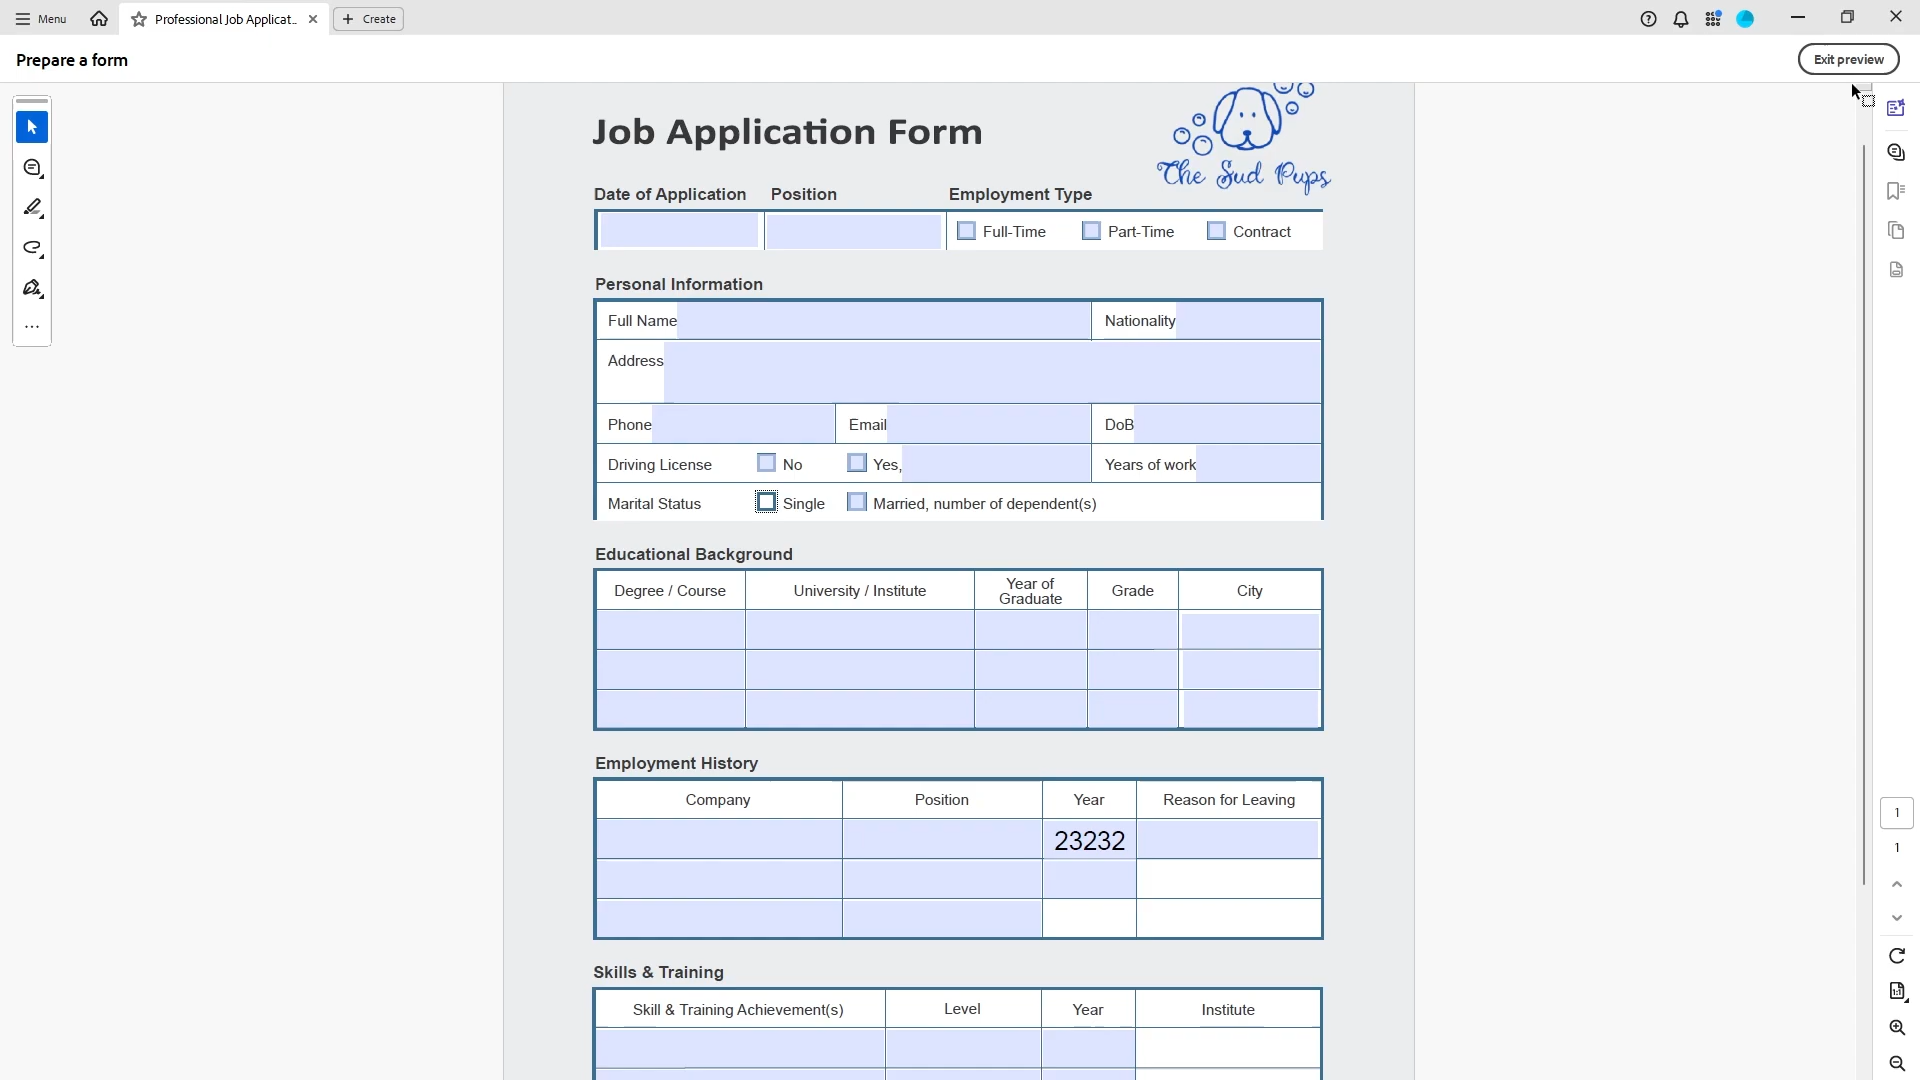 Menu
Professional Job Applicat..
Create
Prepare a form
Exit preview
Job Application Form
The Sud Pups
Date of Application Position Employment Type
Full-Time Part-Time Contract
Personal Information
Full Name Nationality
Address
Phone Email DoB
Driving License No Yes, Years of work
Marital Status Single Married, number of dependent(s)
Educational Background
Degree / Course University / Institute Year of Graduate Grade City
Employment History
Company Position Year Reason for Leaving
23232
1
1
Skills & Training
Skill & Training Achievement(s) Level Year Institute